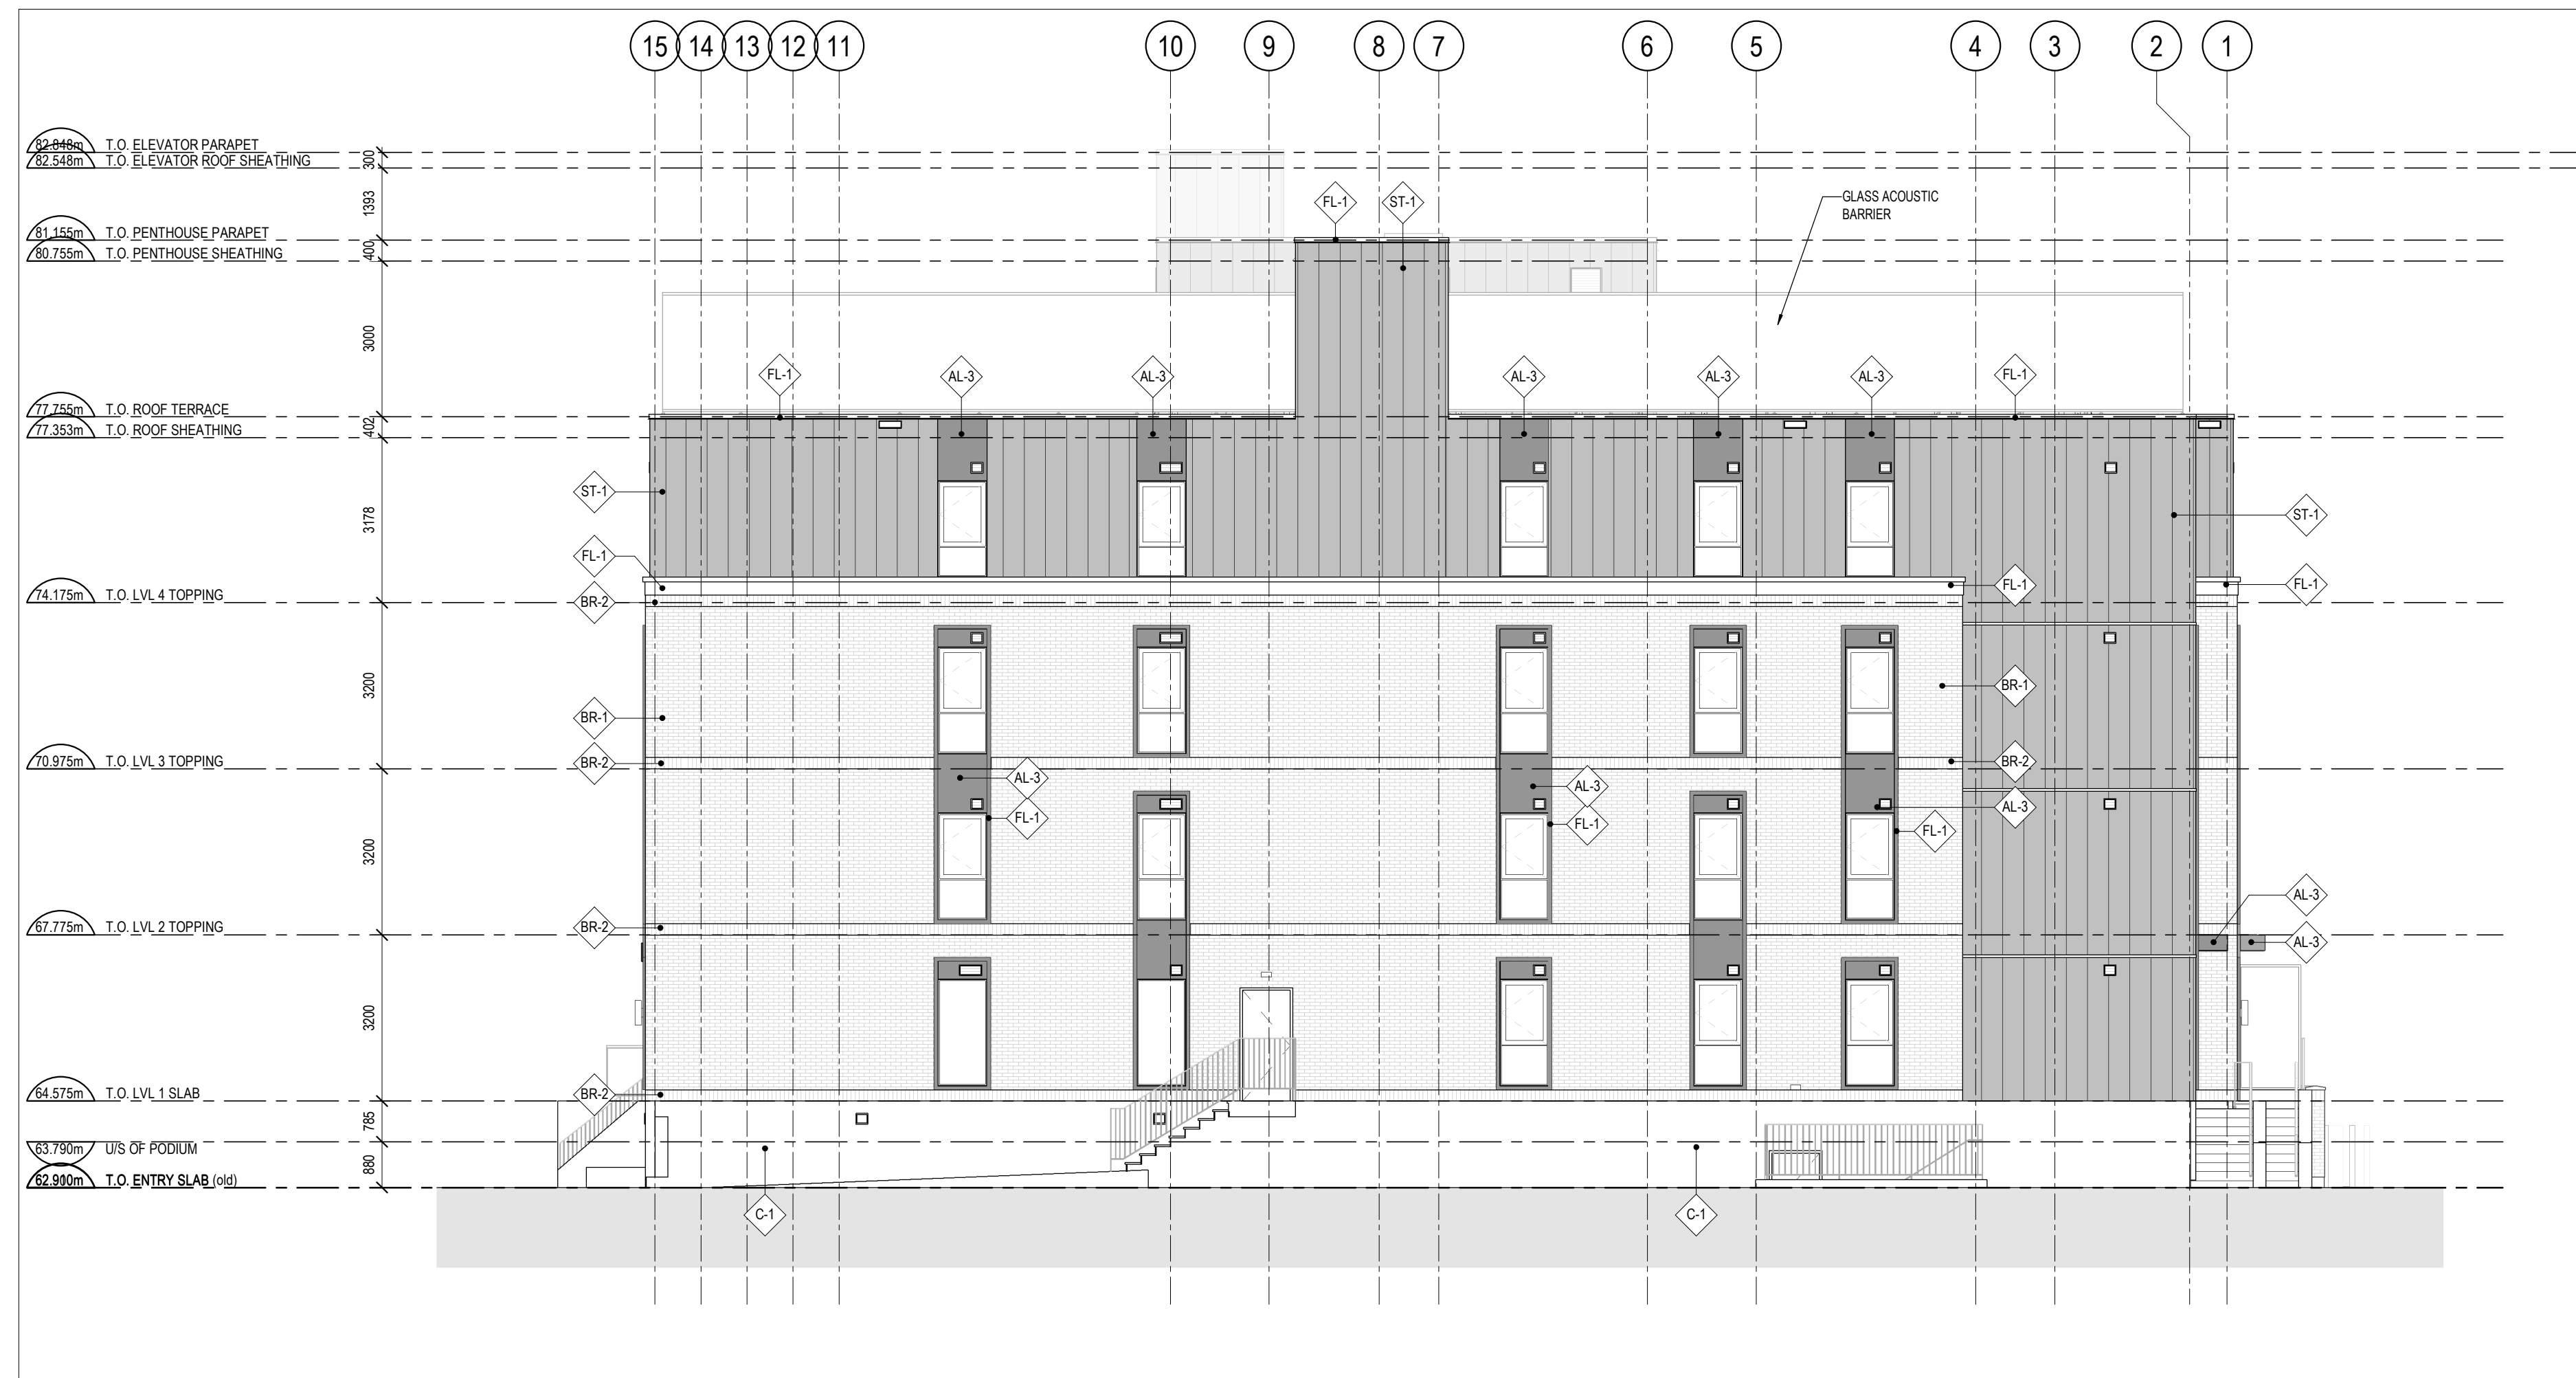 15 14 13 12 11 10 9 8 7 6 5 4 3 2 1
82.848m T.O. ELEVATOR PARAPET
82.548m T.O. ELEVATOR ROOF SHEATHING
300
1393
GLASS ACOUSTIC
BARRIER
FL-1 ST-1
81.155m T.O. PENTHOUSE PARAPET
400
80.755m T.O. PENTHOUSE SHEATHING
3000
FL-1 AL-3 AL-3 AL-3 AL-3 AL-3 FL-1
77.755m T.O. ROOF TERRACE
402
77.353m T.O. ROOF SHEATHING
ST-1
3178
ST-1
FL-1
FL-1 FL-1
74.175m T.O. LVL 4 TOPPING
BR-2
3200
BR-1
BR-1
70.975m T.O. LVL 3 TOPPING
BR-2 BR-2
AL-3 AL-3 AL-3
FL-1 FL-1 FL-1
3200
AL-3
67.775m T.O. LVL 2 TOPPING
BR-2
AL-3
3200
64.575m T.O. LVL 1 SLAB
BR-2
785
63.790m U/S OF PODIUM
880
62.900m T.O. ENTRY SLAB (old)
C-1 C-1